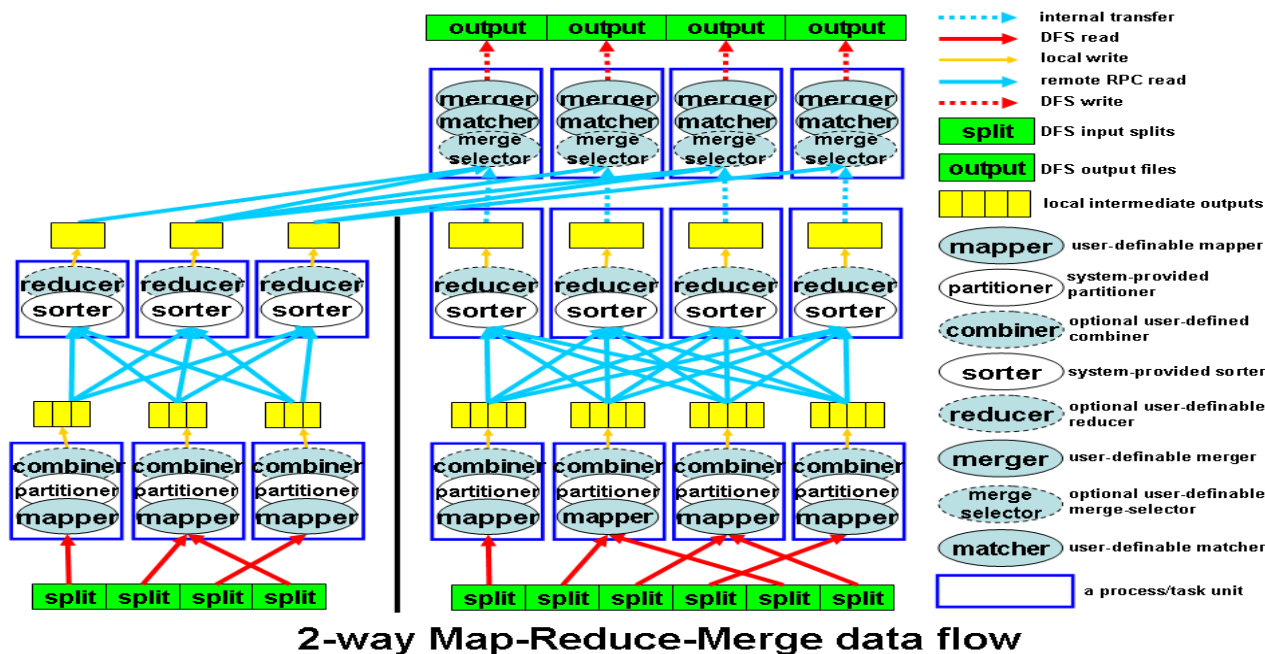 output output output output
merger merger merger merger
matcher matcher matcher matcher
merge merge merge merge
selector selector selector selector
reducer reducer reducer reducer reducer reducer reducer
sorter sorter sorter sorter sorter sorter sorter
combiner combiner combiner combiner combiner combiner combiner
partitioner partitioner partitioner partitioner partitioner partitioner partitioner
mapper mapper mapper mapper mapper mapper mapper
split split split split split split split split split split
internal transfer
DFS read
local write
remote RPC read
DFS write
split DFS input splits
output DFS output files
local intermediate outputs
mapper user-definable mapper
partitioner system-provided
partitioner
combiner optional user-defined
combiner
sorter system-provided sorter
reducer optional user-definable
reducer
merger user-definable merger
merge optional user-definable
selector merge-selector
matcher user-definable matcher
a process/task unit
2-way Map-Reduce-Merge data flow